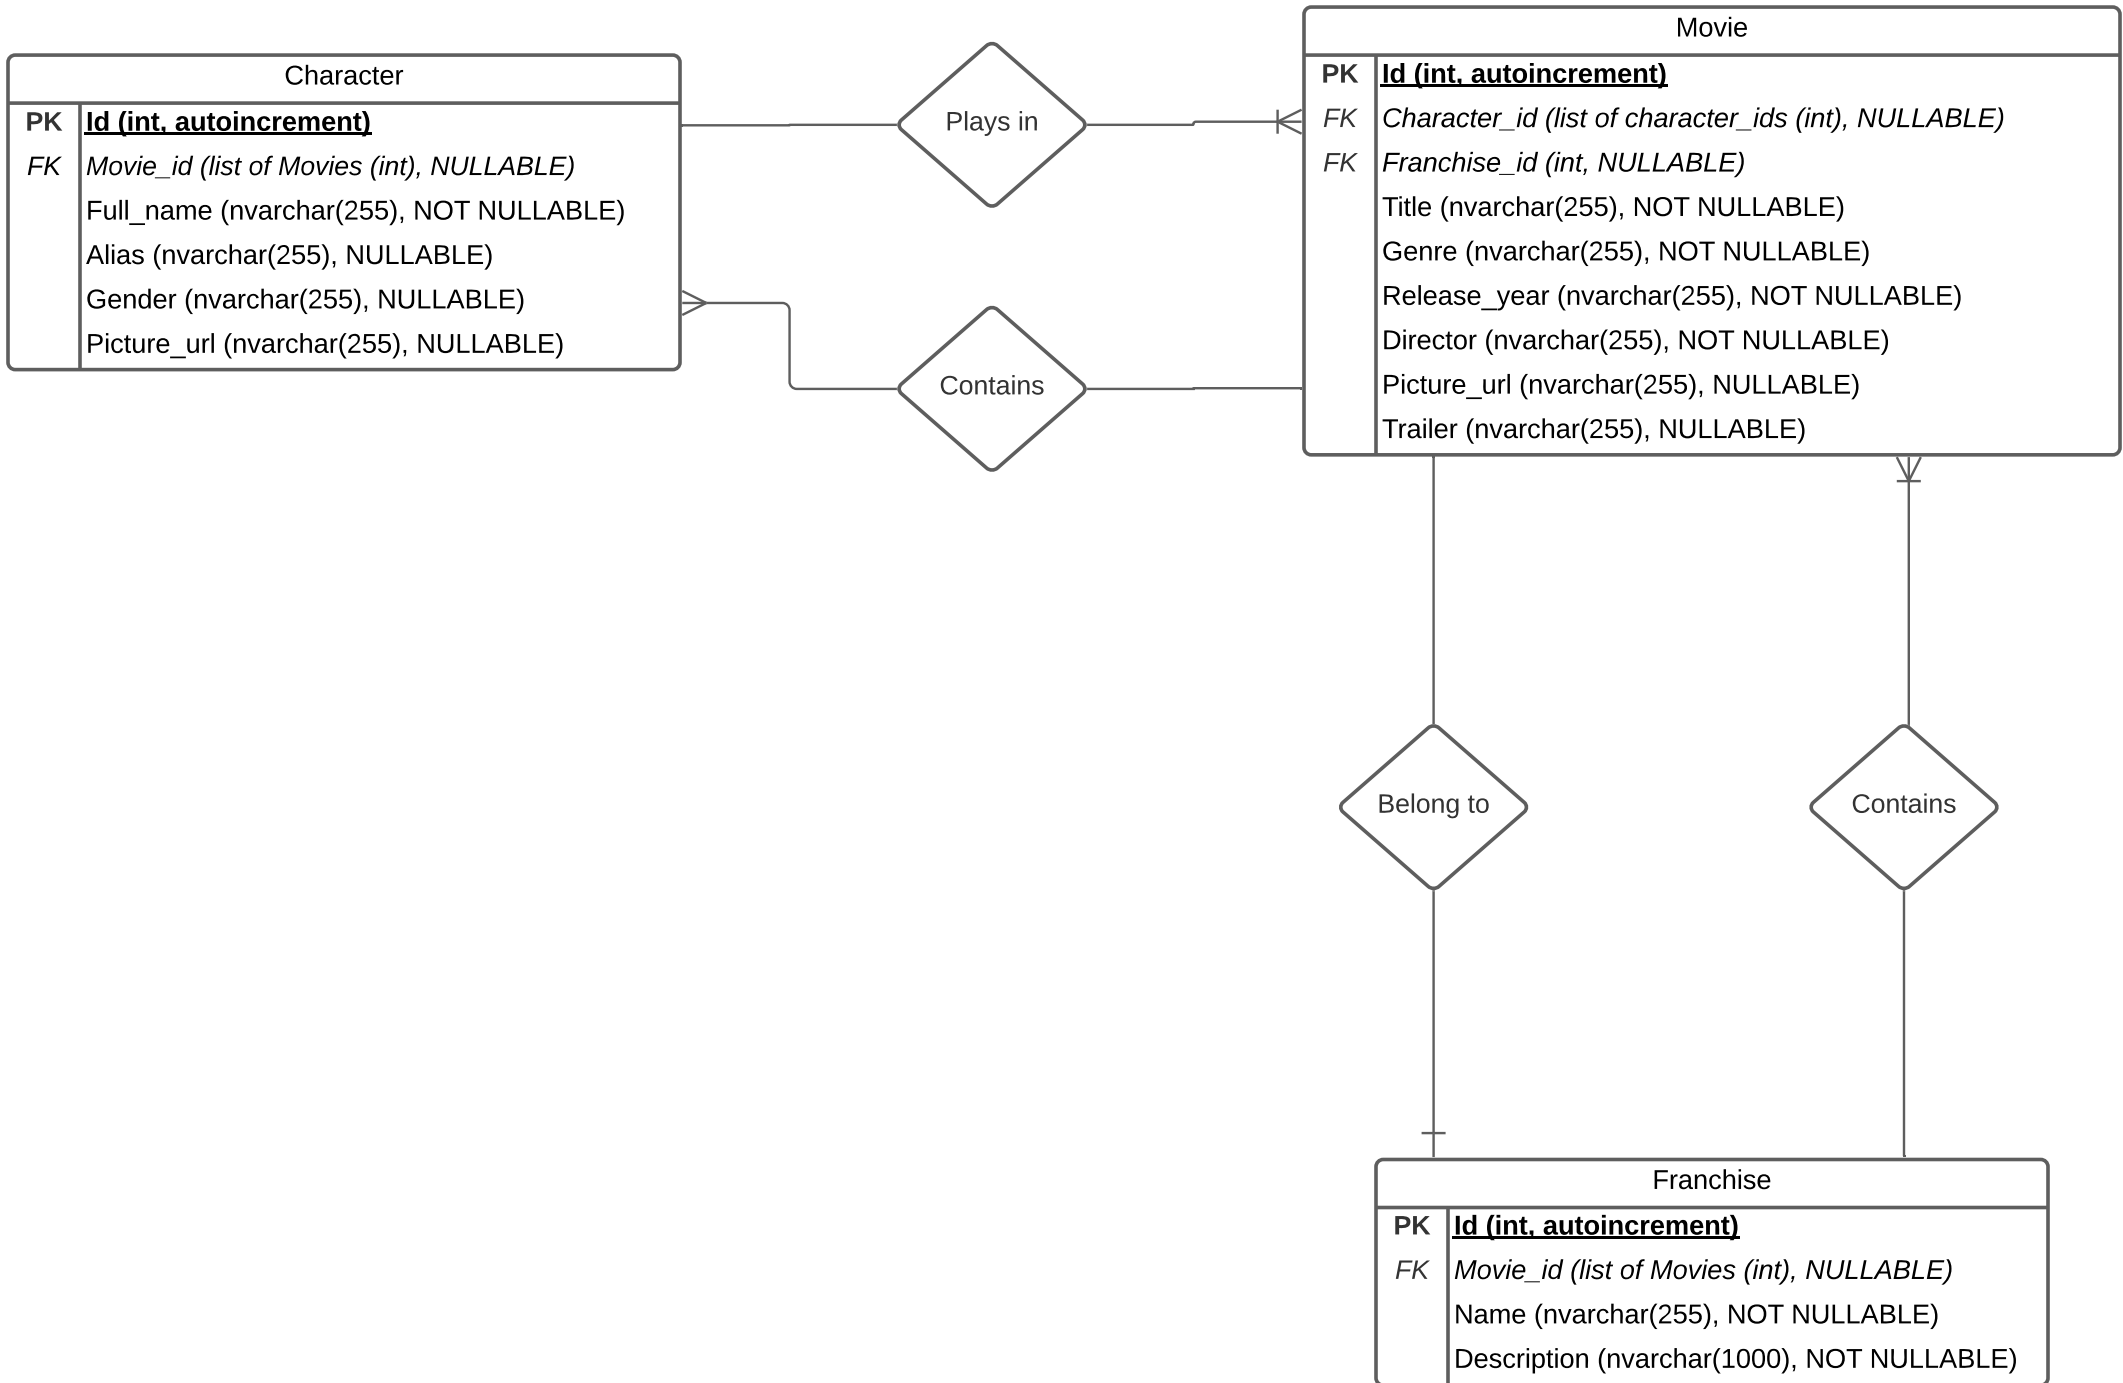 Character
PK Id (int, autoincrement)
FK Movie_id (list of Movies (int), NULLABLE)
Full_name (nvarchar(255), NOT NULLABLE)
Alias (nvarchar(255), NULLABLE)
Gender (nvarchar(255), NULLABLE)
Picture_url (nvarchar(255), NULLABLE)
Plays in
Contains
Movie
PK Id (int, autoincrement)
FK Character_id (list of character_ids (int), NULLABLE)
FK Franchise_id (int, NULLABLE)
Title (nvarchar(255), NOT NULLABLE)
Genre (nvarchar(255), NOT NULLABLE)
Release_year (nvarchar(255), NOT NULLABLE)
Director (nvarchar(255), NOT NULLABLE)
Picture_url (nvarchar(255), NULLABLE)
Trailer (nvarchar(255), NULLABLE)
Belong to
Contains
Franchise
PK Id (int, autoincrement)
FK Movie_id (list of Movies (int), NULLABLE)
Name (nvarchar(255), NOT NULLABLE)
Description (nvarchar(1000), NOT NULLABLE)